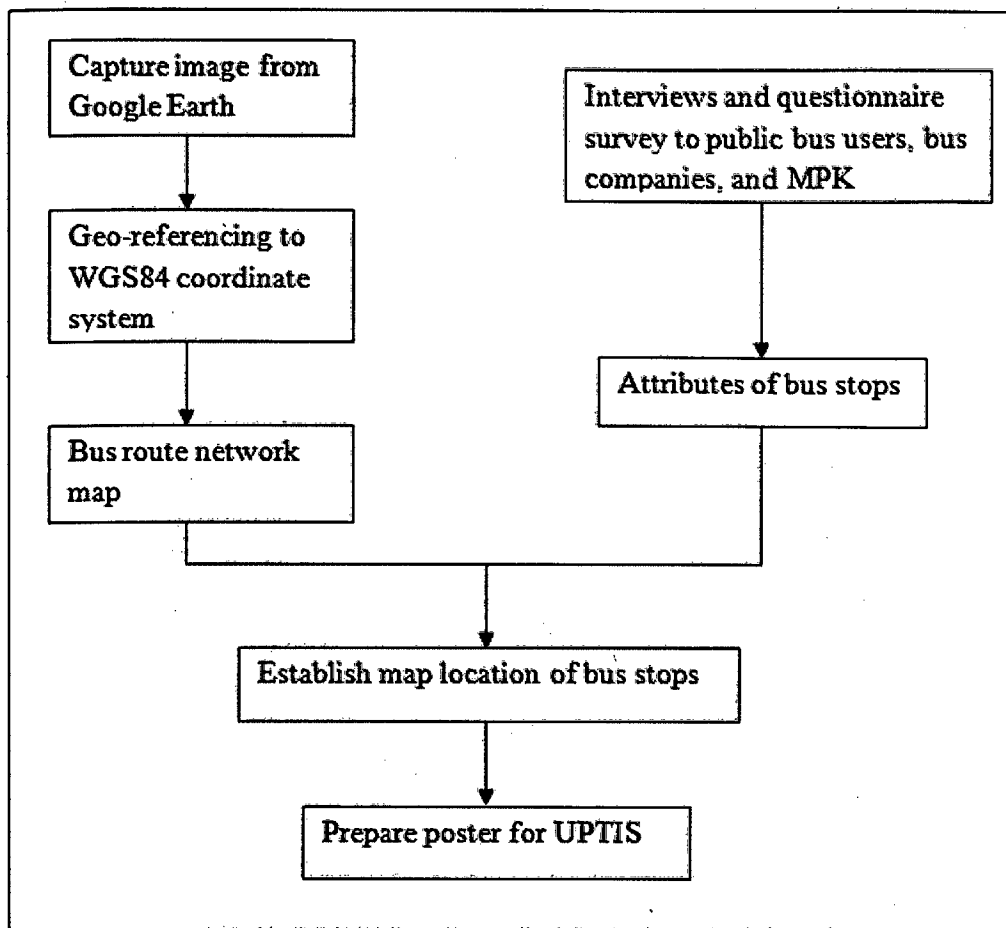 Capture image from
Google Earth
Interviews and questionnaire
survey to public bus users, bus
companies, and MPK
Geo-referencing to
WGS84 coordinate
system
Attributes of bus stops
Bus route network
map
Establish map location of bus stops
Prepare poster for UPTIS